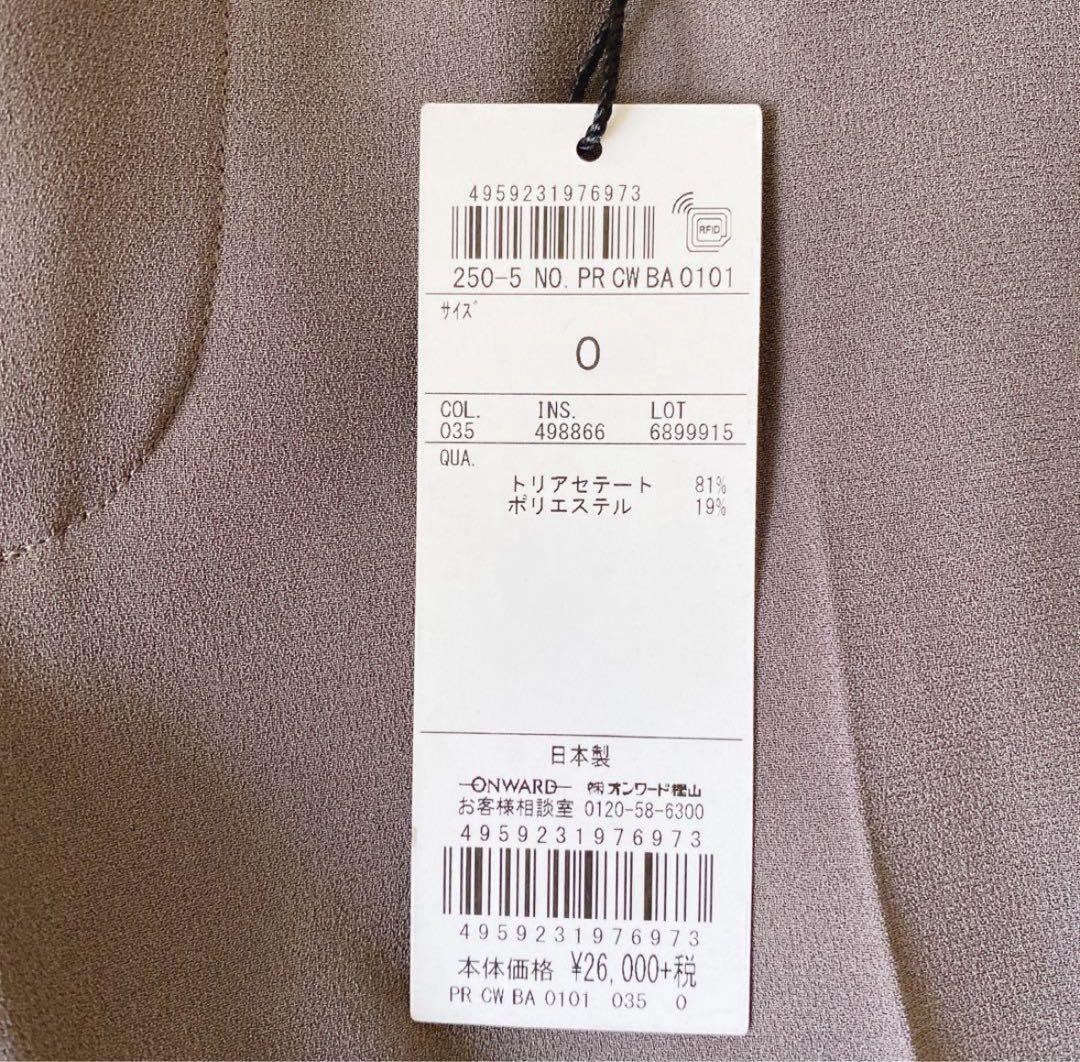 4959231976973
RFID
250-5 NO. PR CW BA 0101
サイズ
0
COL. INS. LOT
035 498866 6899915
QUA.
トリアセテート 81%
ポリエステル 19%
日本製
ONWARD ㈱オンワード樫山
お客様相談室 0120-58-6300
4959231976973
4959231976973
本体価格 ¥26,000+税
PR CW BA 0101 035 0